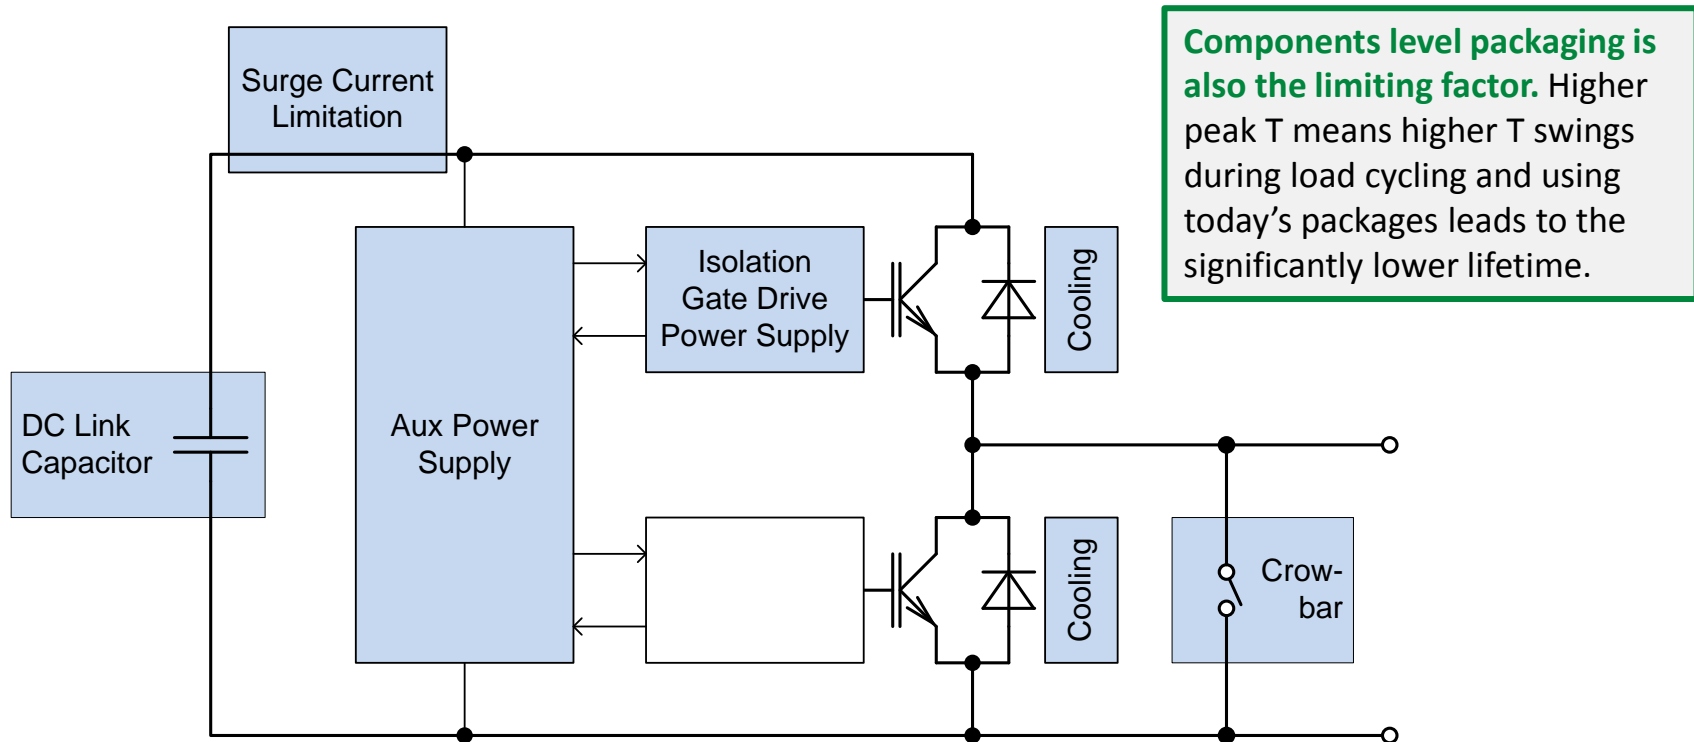 Surge Current
Limitation
Components level packaging is
also the limiting factor. Higher
peak T means higher T swings
during load cycling and using
today’s packages leads to the
significantly lower lifetime.
Isolation
Gate Drive
Power Supply
Cooling
DC Link
Capacitor
Aux Power
Supply
Cooling
Crow-
bar